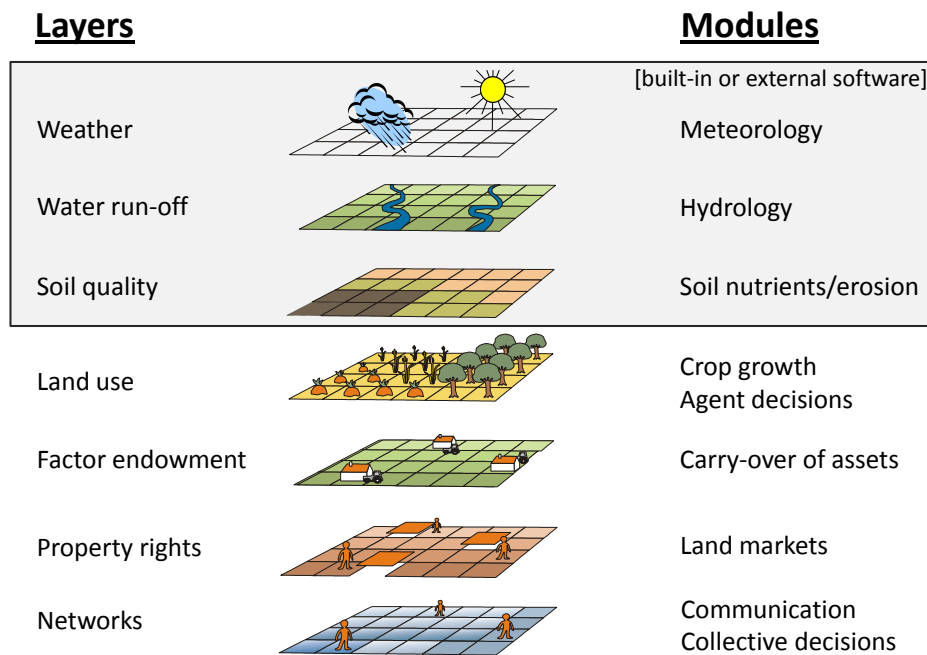 Layers
Modules
[built-in or external software]
Weather
Meteorology
Water run-off
Hydrology
Soil quality
Soil nutrients/erosion
Land use
Crop growth
Agent decisions
Factor endowment
Carry-over of assets
Property rights
Land markets
Networks
Communication
Collective decisions